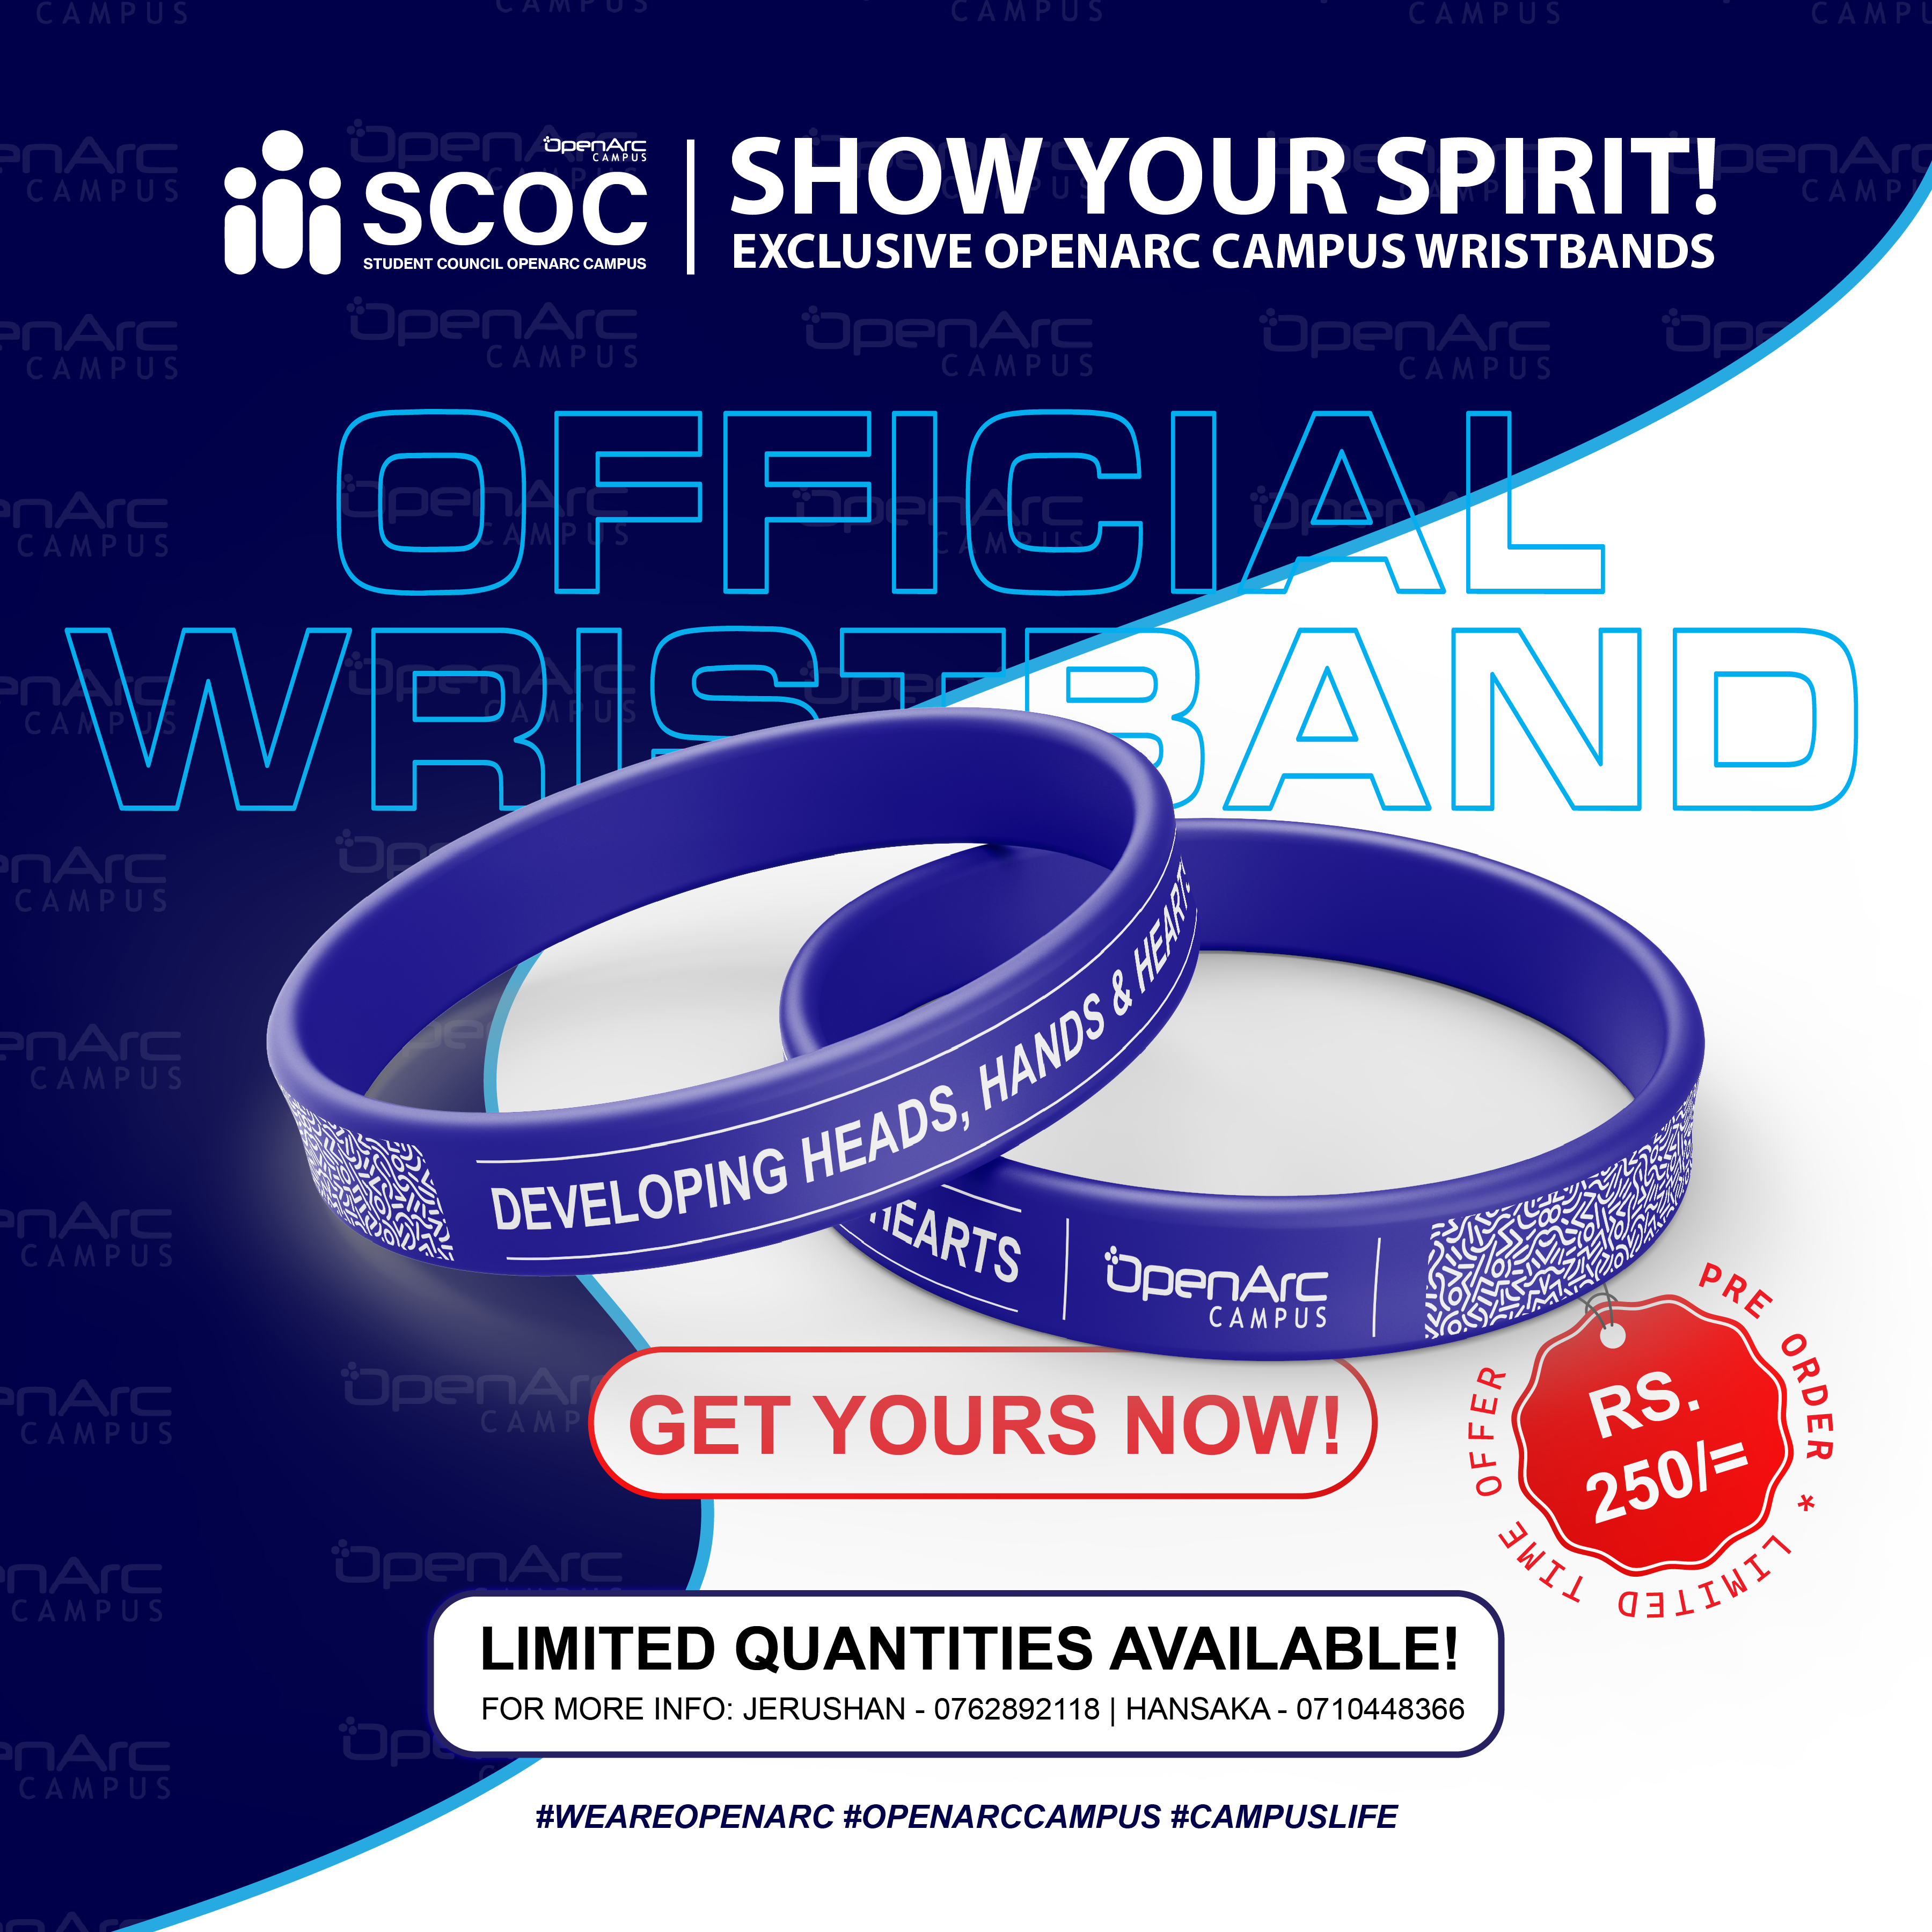 OpenArc
CAMPUS
SCOC
STUDENT COUNCIL OPENARC CAMPUS
SHOW YOUR SPIRIT!
EXCLUSIVE OPENARC CAMPUS WRISTBANDS
OFFICIAL
WRISTBAND
DEVELOPING HEADS, HANDS & HEART
HEARTS
OpenArc
CAMPUS
GET YOURS NOW!
PRE ORDER * LIMITED TIME OFFER
RS.
250/=
LIMITED QUANTITIES AVAILABLE!
FOR MORE INFO: JERUSHAN - 0762892118 | HANSAKA - 0710448366
#WEAREOPENARC #OPENARCCAMPUS #CAMPUSLIFE